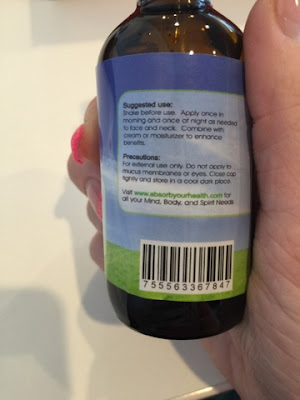 Suggested use:
Shake before use. Apply once in
morning and once at night as needed
to face and neck. Combine with
cream or moisturizer to enhance
benefits.
Precautions:
For external use only. Do not apply to
mucus membranes or eyes. Close cap
tightly and store in a cool dark place.
Visit www.absorbyourhealth.com for
all your Mind, Body, and Spirit Needs
755563367847